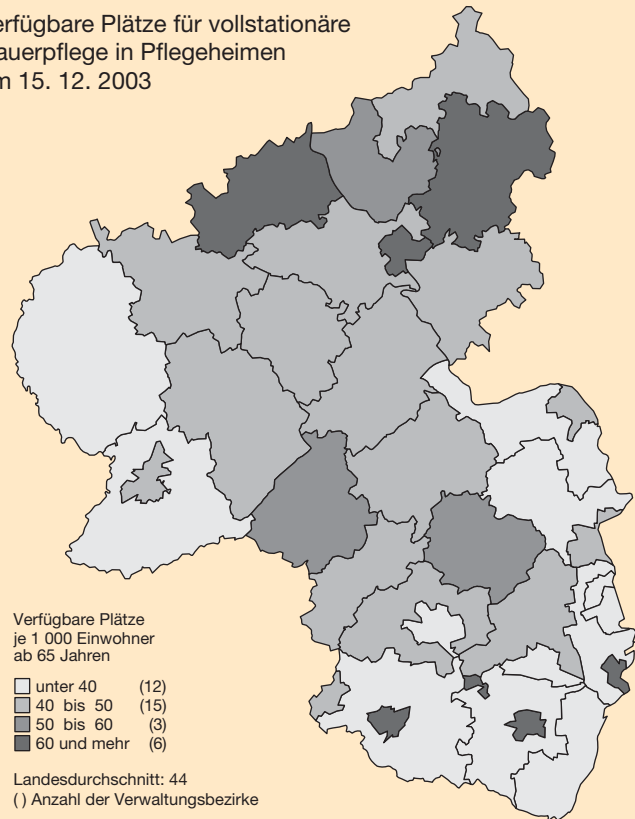 erfügbare Plätze für vollstationäre
auerpflege in Pflegeheimen
m 15. 12. 2003
Verfügbare Plätze
je 1 000 Einwohner
ab 65 Jahren
unter 40 (12)
40 bis 50 (15)
50 bis 60 (3)
60 und mehr (6)
Landesdurchschnitt: 44
( ) Anzahl der Verwaltungsbezirke